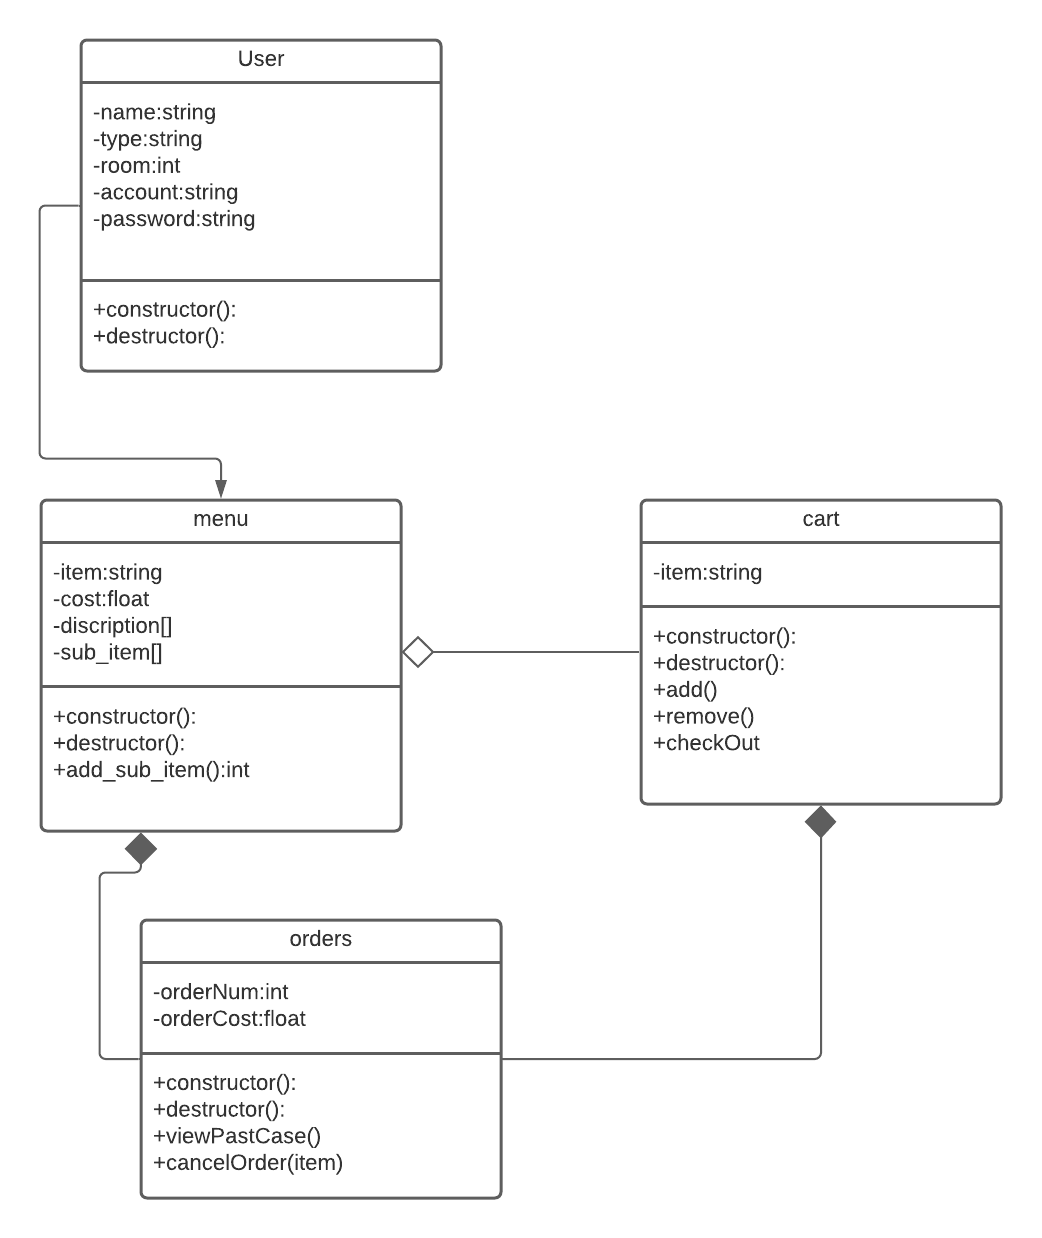 User
-name:string
-type:string
-room:int
-account:string
-password:string
+constructor():
+destructor():
menu
-item:string
-cost:float
-discription[]
-sub_item[]
+constructor():
+destructor():
+add_sub_item():int
cart
-item:string
+constructor():
+destructor():
+add()
+remove()
+checkOut
orders
-orderNum:int
-orderCost:float
+constructor():
+destructor():
+viewPastCase()
+cancelOrder(item)